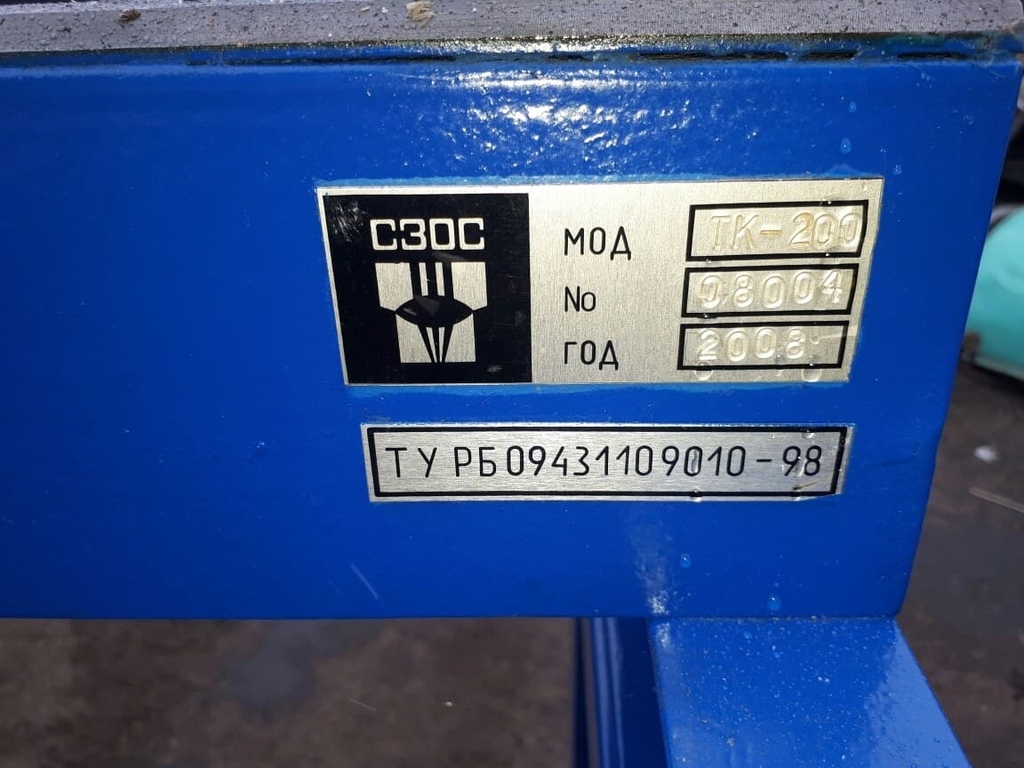 СЗОС
МОД ТК-200
No 08004
ГОД 2008
ТУ РБ 09431109010-98